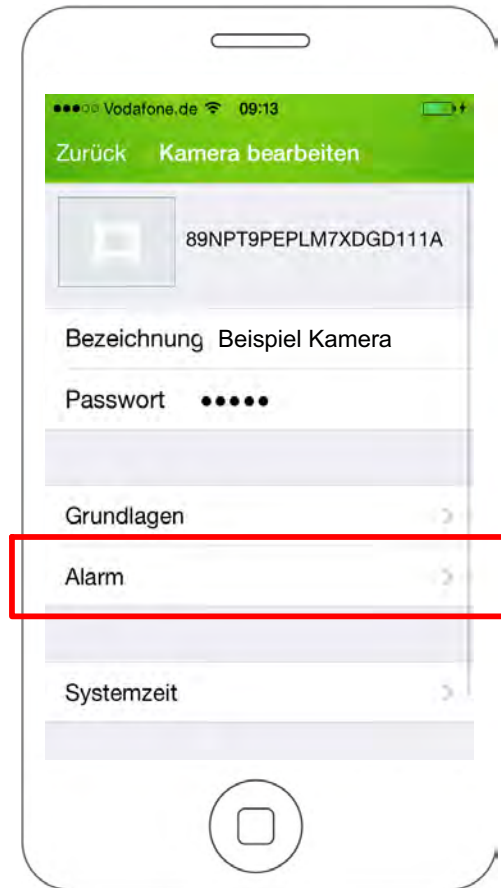 Vodafone.de 09:13
Zurück Kamera bearbeiten
89NPT9PEPLM7XDGD111A
Bezeichnung Beispiel Kamera
Passwort •••••
Grundlagen
Alarm
Systemzeit